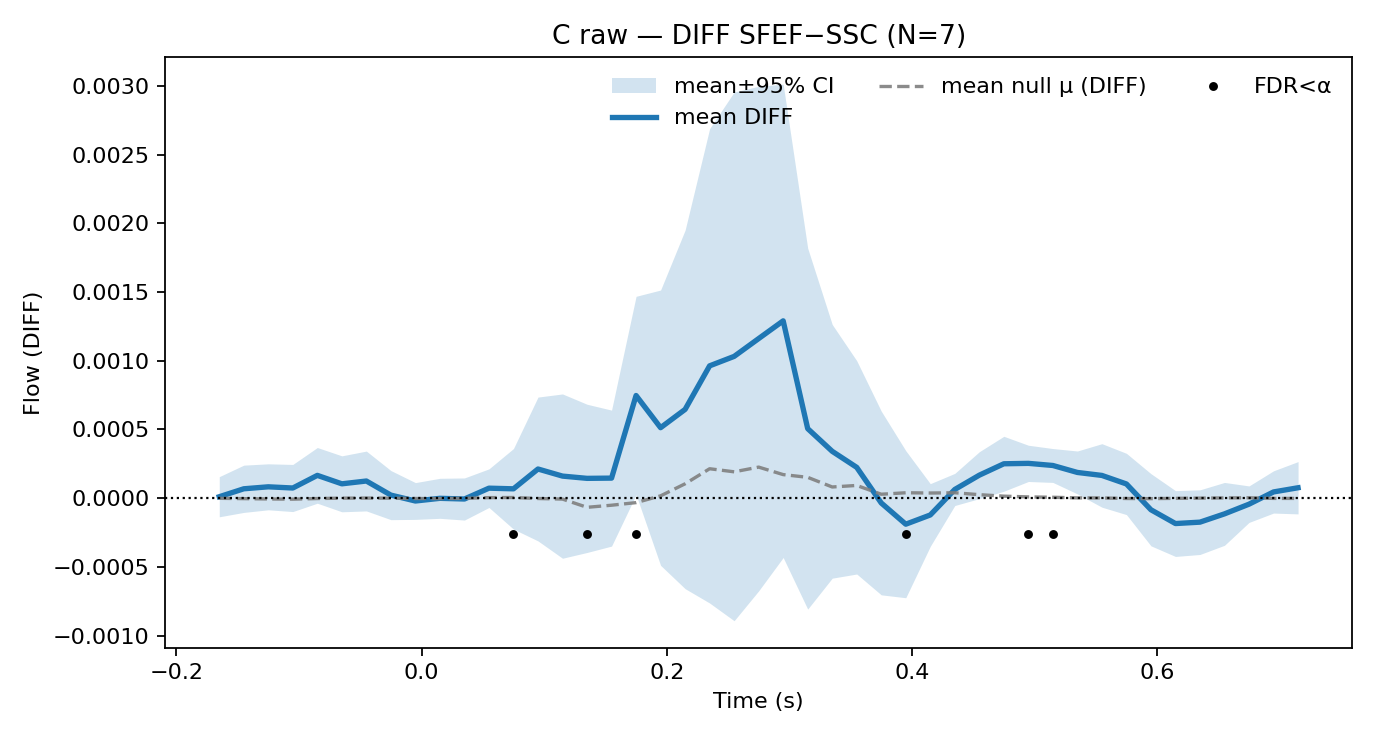 C raw — DIFF SFEF−SSC (N=7)
mean±95% CI
mean DIFF
mean null μ (DIFF)
FDR<α
Flow (DIFF)
0.0030
0.0025
0.0020
0.0015
0.0010
0.0005
0.0000
−0.0005
−0.0010
−0.2
0.0
0.2
0.4
0.6
Time (s)